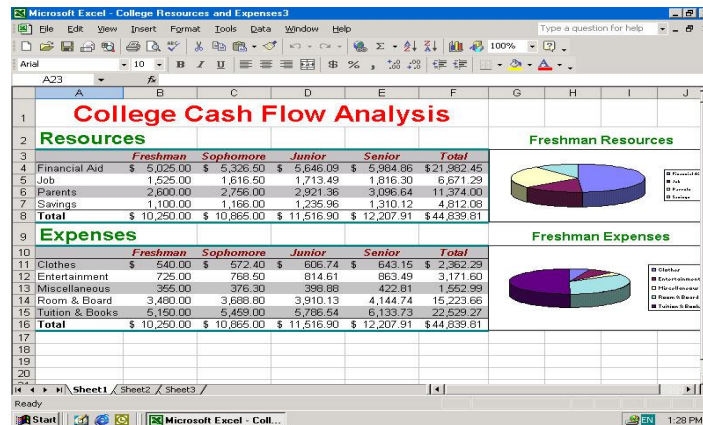 Microsoft Excel - College Resources and Expenses3
File Edit View Insert Format Tools Data Window Help Type a question for help
100%
Arial 10 B I U $ % ,
A23 fx
A B C D E F G H I J
1 College Cash Flow Analysis
2 Resources Freshman Resources
3 Freshman Sophomore Junior Senior Total
4 Financial Aid $ 5,025.00 $ 5,326.50 $ 5,646.09 $ 5,984.86 $21,982.45
5 Job 1,525.00 1,616.50 1,713.49 1,816.30 6,671.29
6 Parents 2,600.00 2,756.00 2,921.36 3,096.64 11,374.00
7 Savings 1,100.00 1,166.00 1,235.96 1,310.12 4,812.08
8 Total $ 10,250.00 $ 10,865.00 $ 11,516.90 $ 12,207.91 $44,839.81
Job
Parents
Savings
9 Expenses Freshman Expenses
10 Freshman Sophomore Junior Senior Total
11 Clothes $ 540.00 $ 572.40 $ 606.74 $ 643.15 $ 2,362.29
12 Entertainment 725.00 768.50 814.61 863.49 3,171.60
13 Miscellaneous 355.00 376.30 398.88 422.81 1,552.99
14 Room & Board 3,480.00 3,688.80 3,910.13 4,144.74 15,223.66
15 Tuition & Books 5,150.00 5,459.00 5,786.54 6,133.73 22,529.27
16 Total $ 10,250.00 $ 10,865.00 $ 11,516.90 $ 12,207.91 $44,839.81
Clothes
Entertainment
Miscellaneous
Room & Board
Tuition & Book
17
18
19
20
Sheet1 Sheet2 Sheet3
Ready
Start Microsoft Excel - Coll... EN 1:28 PM